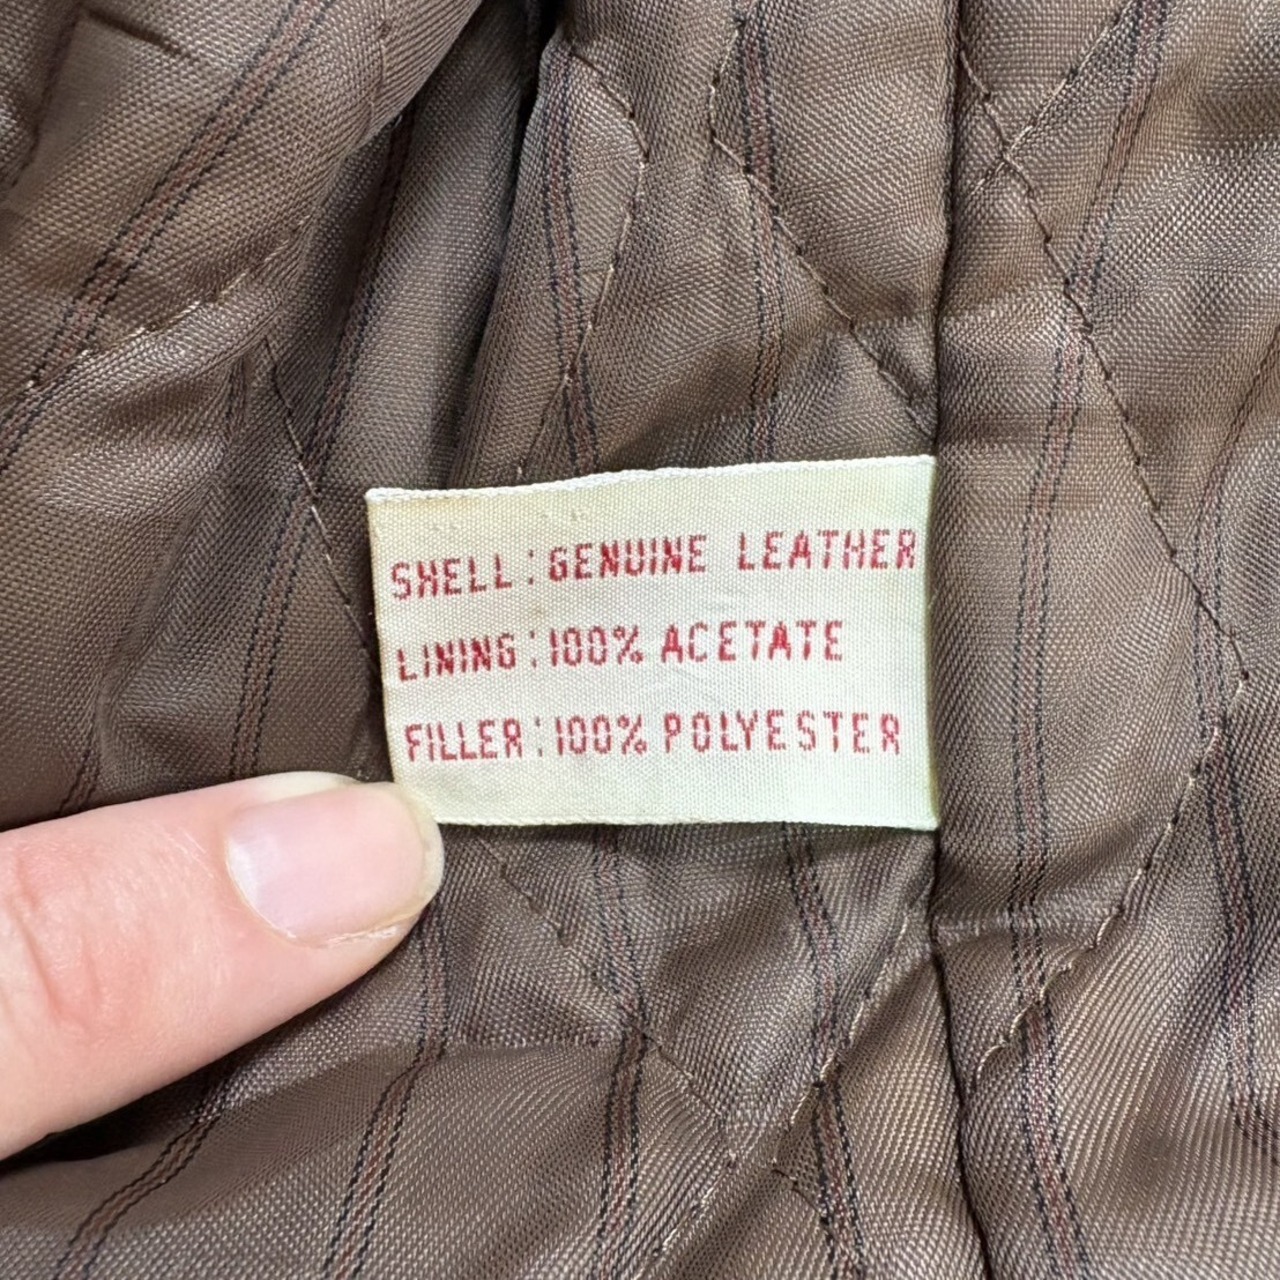 SHELL: GENUINE LEATHER
LINING: 100% ACETATE
FILLER: 100% POLYESTER